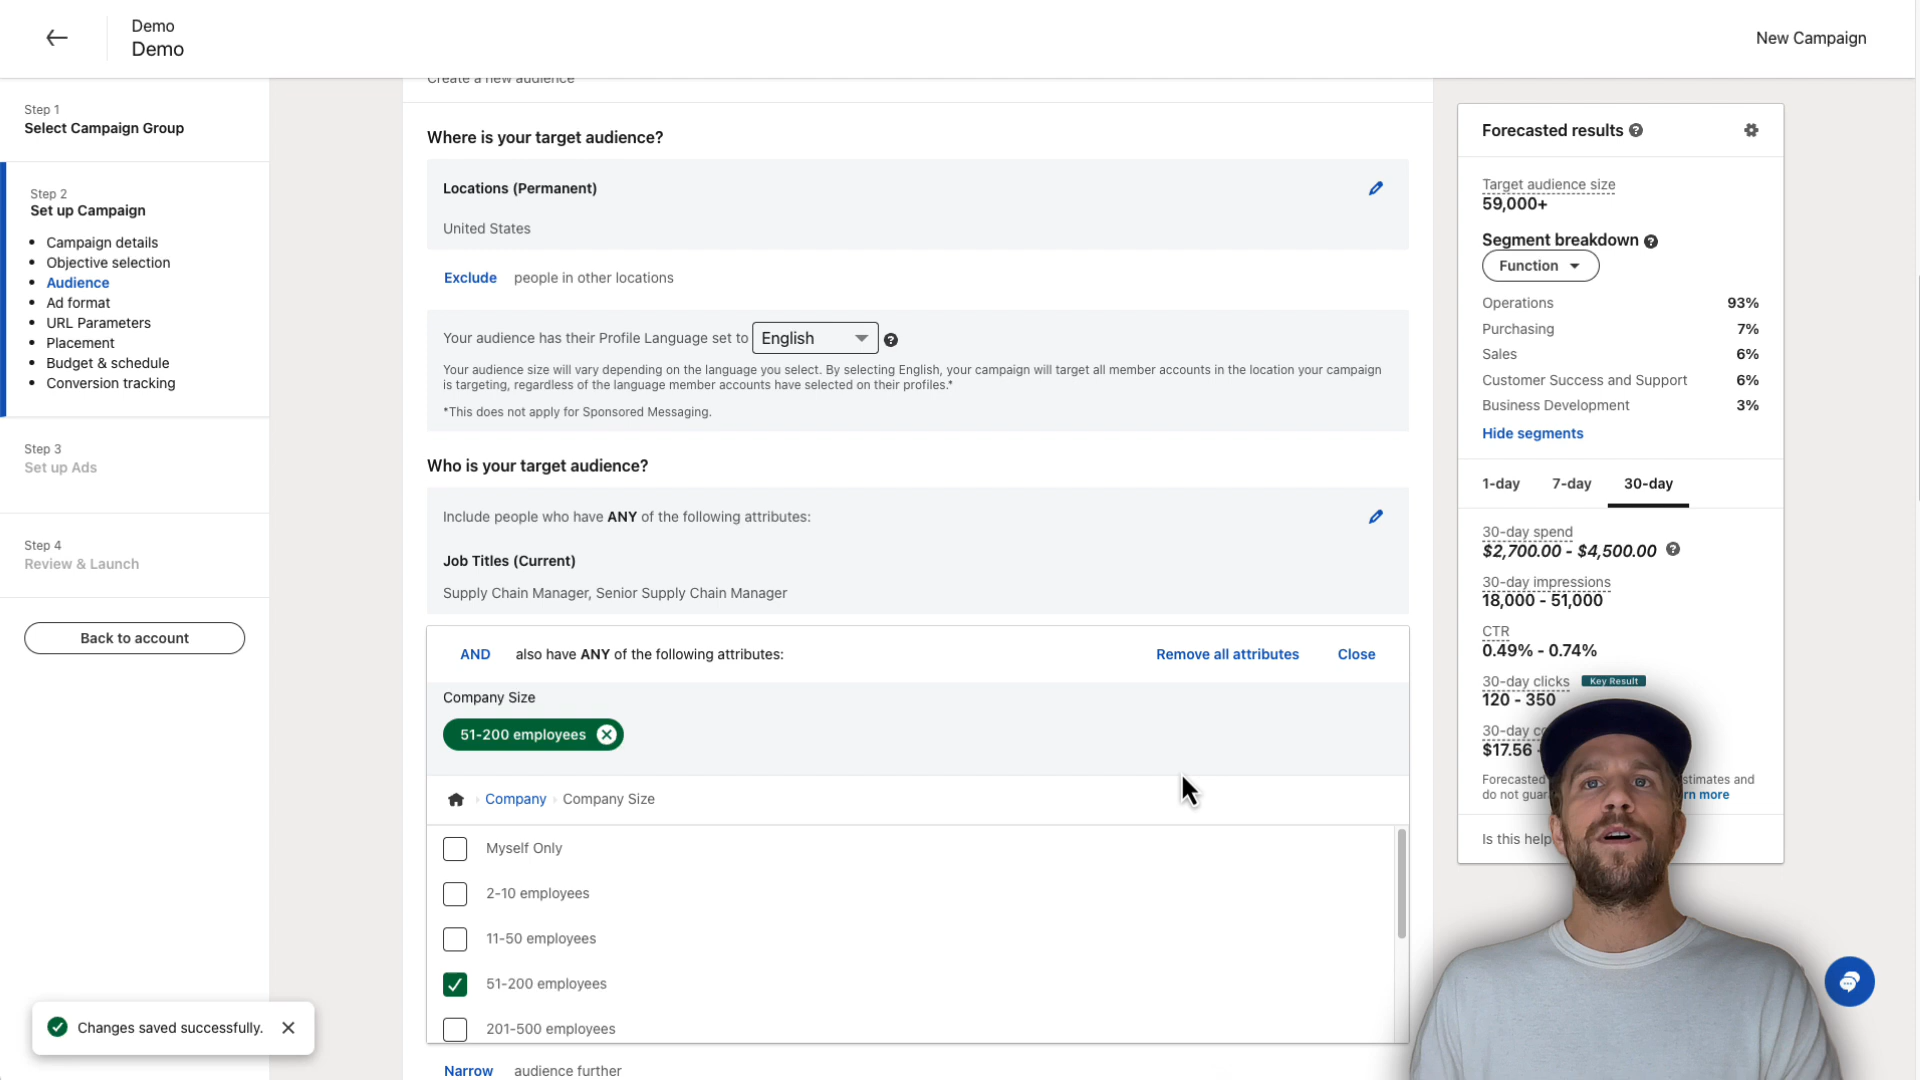 Demo
Demo
New Campaign
Step 1
Select Campaign Group
Step 2
Set up Campaign
Campaign details
Objective selection
Audience
Ad format
URL Parameters
Placement
Budget & schedule
Conversion tracking
Step 3
Set up Ads
Step 4
Review & Launch
Back to account
Changes saved successfully.
Create a new audience
Where is your target audience?
Locations (Permanent)
United States
Exclude people in other locations
Your audience has their Profile Language set to English
Your audience size will vary depending on the language you select. By selecting English, your campaign will target all member accounts in the location your campaign
is targeting, regardless of the language member accounts have selected on their profiles.*
*This does not apply for Sponsored Messaging.
Who is your target audience?
Include people who have ANY of the following attributes:
Job Titles (Current)
Supply Chain Manager, Senior Supply Chain Manager
AND also have ANY of the following attributes: Remove all attributes Close
Company Size
51-200 employees
Company Company Size
Myself Only
2-10 employees
11-50 employees
51-200 employees
201-500 employees
Narrow audience further
Forecasted results
Target audience size
59,000+
Segment breakdown
Function
Operations 93%
Purchasing 7%
Sales 6%
Customer Success and Support 6%
Business Development 3%
Hide segments
1-day 7-day 30-day
30-day spend
$2,700.00 - $4,500.00
30-day impressions
18,000 - 51,000
CTR
0.49% - 0.74%
30-day clicks Key Result
120 - 350
30-day
$17.56
Forecasted and
do not more
Is this